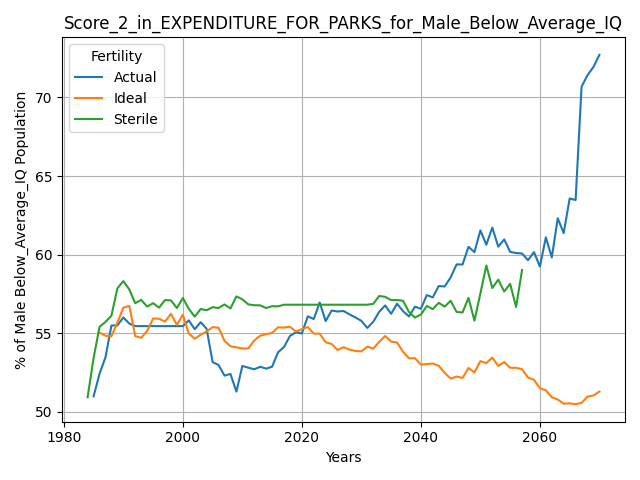 Score_2_in_EXPENDITURE_FOR_PARKS_for_Male_Below_Average_IQ
Fertility
Actual
Ideal
Sterile
% of Male Below_Average_IQ Population
70
65
60
55
50
1980
2000
2020
2040
2060
Years